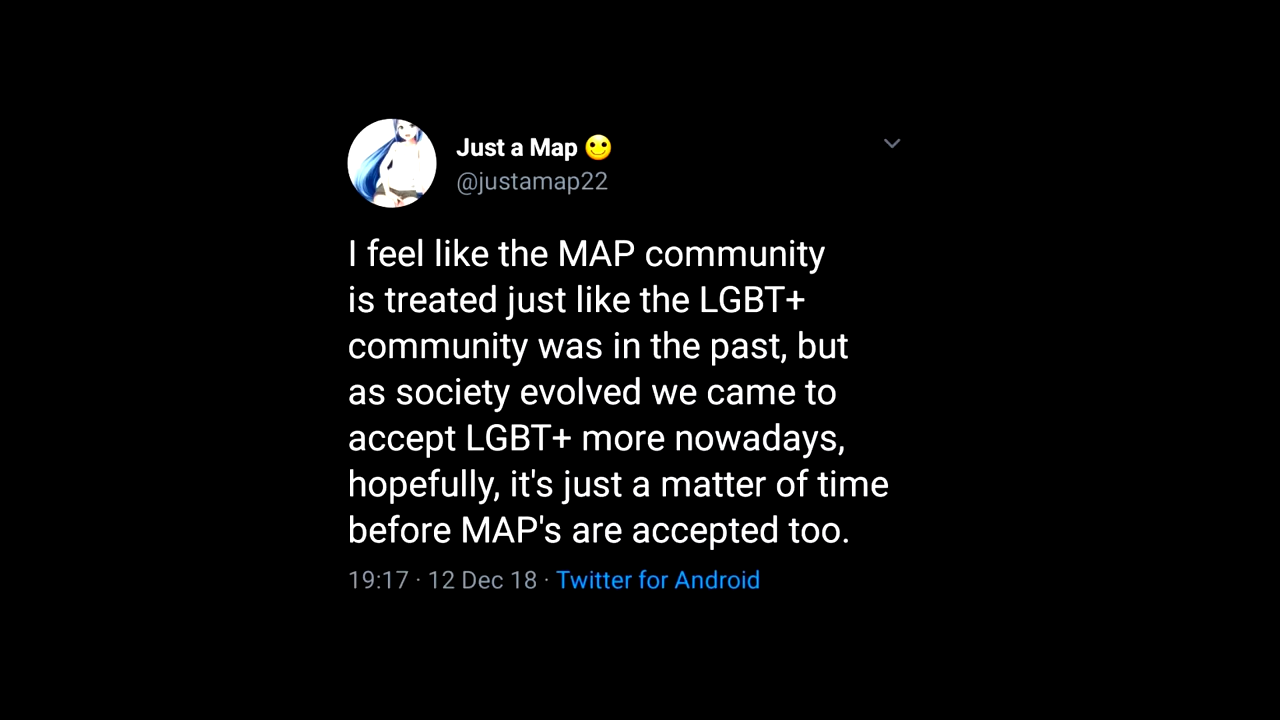 Just a Map 🙂
@justamap22
I feel like the MAP community
is treated just like the LGBT+
community was in the past, but
as society evolved we came to
accept LGBT+ more nowadays,
hopefully, it's just a matter of time
before MAP's are accepted too.
19:17 · 12 Dec 18 · Twitter for Android